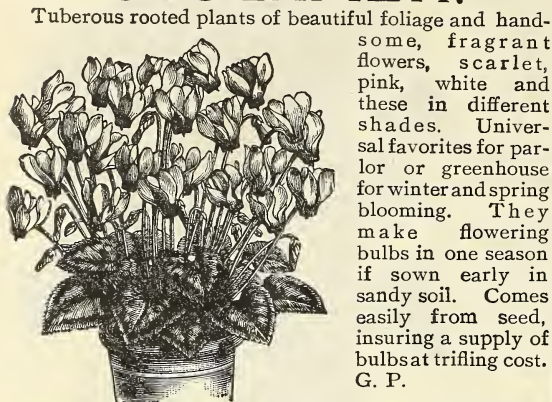 Tuberous rooted plants of beautiful foliage and hand-
some, fragrant
flowers, scarlet,
pink, white and
these in different
shades. Univer-
sal favorites for par-
lor or greenhouse
for winter and spring
blooming. They
make flowering
bulbs in one season
if sown early in
sandy soil. Comes
easily from seed,
insuring a supply of
bulbs at trifling cost.
G. P.